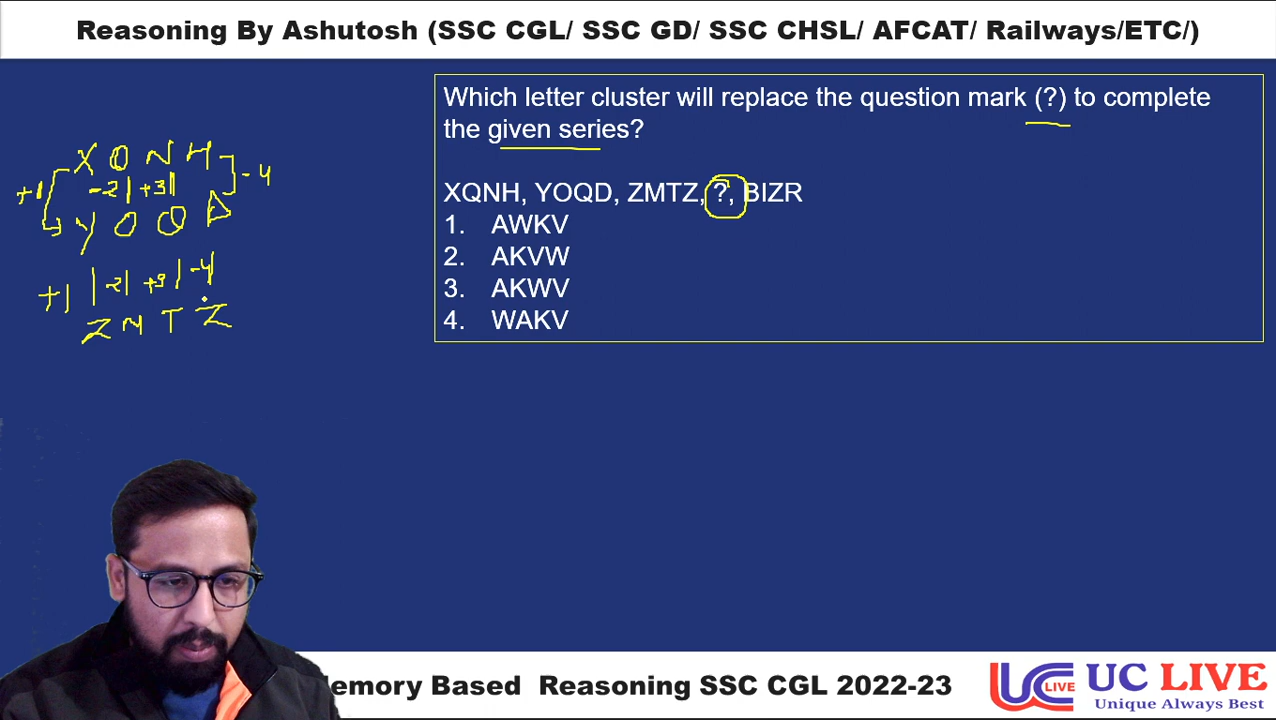 Reasoning By Ashutosh (SSC CGL/ SSC GD/ SSC CHSL/ AFCAT/ Railways/ETC/)
Which letter cluster will replace the question mark (?) to complete
the given series?
XQNH, YOQD, ZMTZ, ?, BIZR
1. AWKV
2. AKVW
3. AKWV
4. WAKV
X Q N H
+1 -2 +3 -4
Y O Q D
+1 -2 +3 -4
Z M T Z
Memory Based Reasoning SSC CGL 2022-23
UC LIVE UC LIVE
Unique Always Best